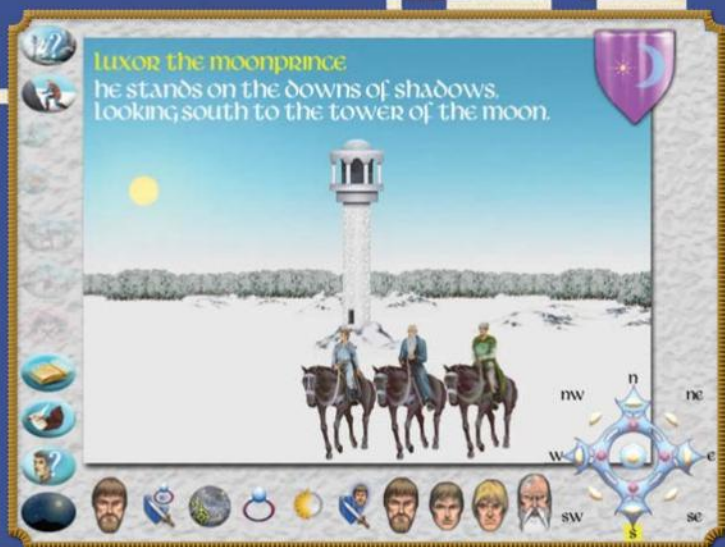 luxor the moonprince
he stands on the downs of shadows.
looking south to the tower of the moon.
n
nw
ne
w
e
sw
se
s